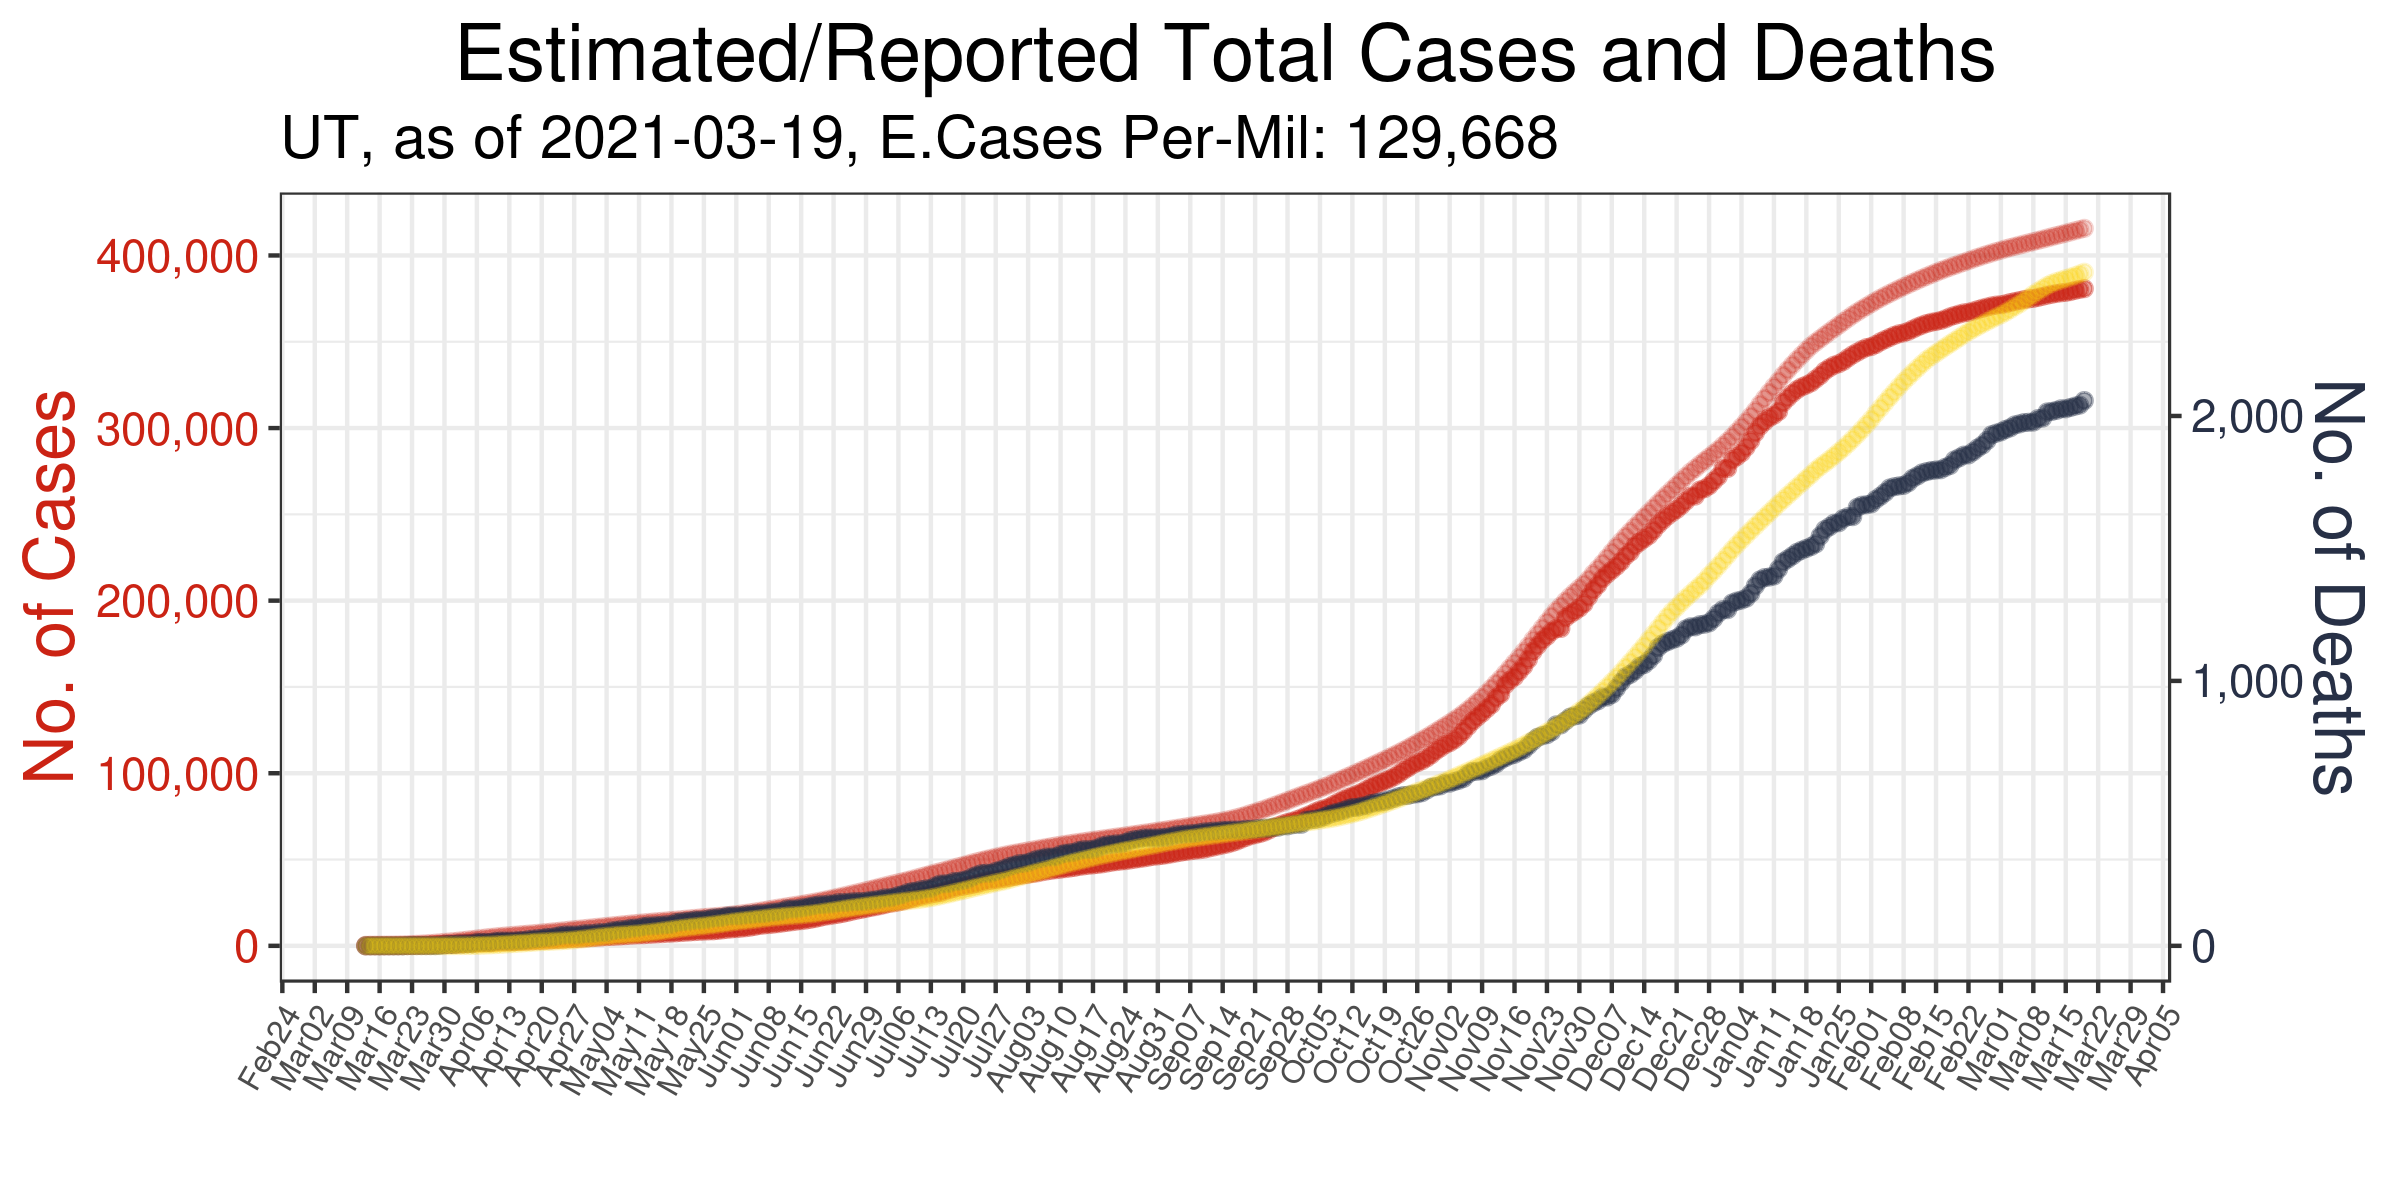 Estimated/Reported Total Cases and Deaths
UT, as of 2021-03-19, E.Cases Per-Mil: 129,668
No. of Cases
400,000
300,000
200,000
100,000
0
No. of Deaths
2,000
1,000
0
Feb24
Mar02
Mar09
Mar16
Mar23
Mar30
Apr06
Apr13
Apr20
Apr27
May04
May11
May18
May25
Jun01
Jun08
Jun15
Jun22
Jun29
Jul06
Jul13
Jul20
Jul27
Aug03
Aug10
Aug17
Aug24
Aug31
Sep07
Sep14
Sep21
Sep28
Oct05
Oct12
Oct19
Oct26
Nov02
Nov09
Nov16
Nov23
Nov30
Dec07
Dec14
Dec21
Dec28
Jan04
Jan11
Jan18
Jan25
Feb01
Feb08
Feb15
Feb22
Mar01
Mar08
Mar15
Mar22
Mar29
Apr05